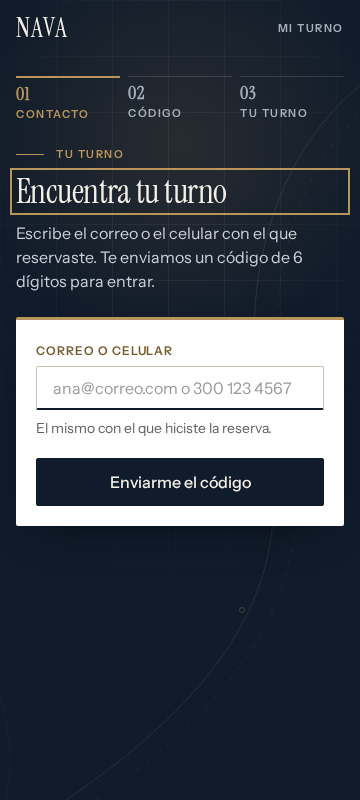 NAVA
MI TURNO
01
CONTACTO
02
CÓDIGO
03
TU TURNO
TU TURNO
Encuentra tu turno
Escribe el correo o el celular con el que
reservaste. Te enviamos un código de 6
dígitos para entrar.
CORREO O CELULAR
ana@correo.com o 300 123 4567
El mismo con el que hiciste la reserva.
Enviarme el código